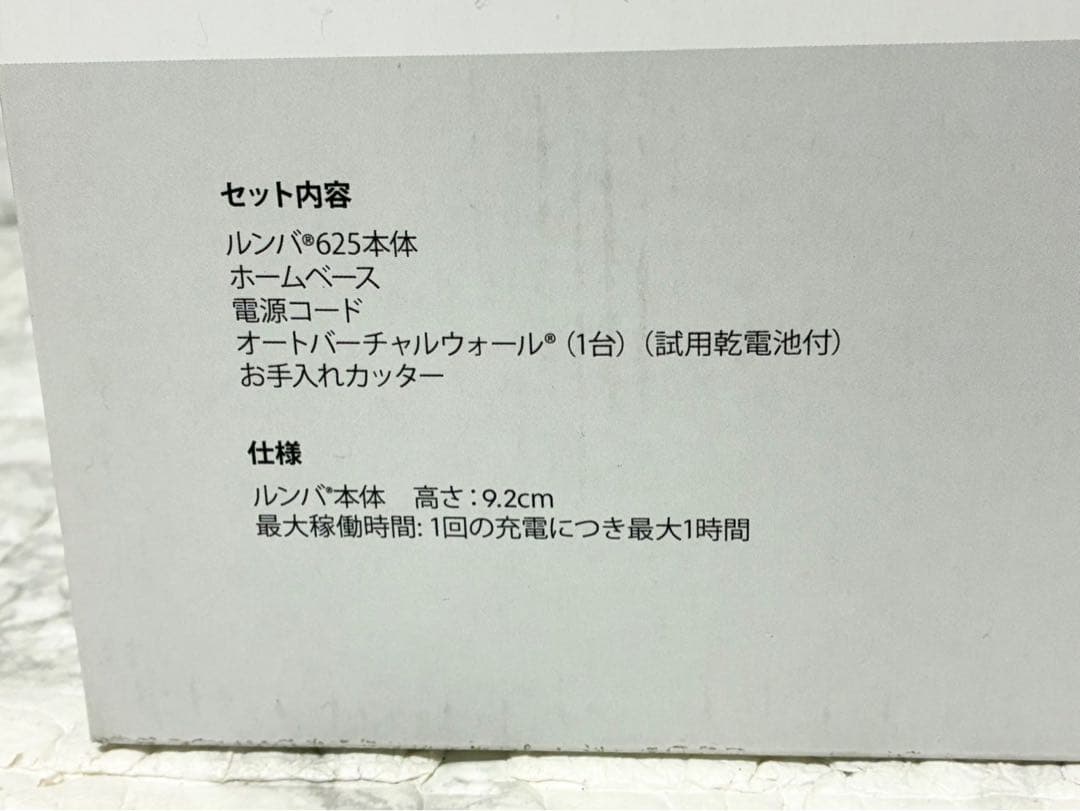 セット内容
ルンバ®625本体
ホームベース
電源コード
オートバーチャルウォール®（1台）（試用乾電池付）
お手入れカッター
仕様
ルンバ®本体　高さ：9.2cm
最大稼働時間: 1回の充電につき最大1時間